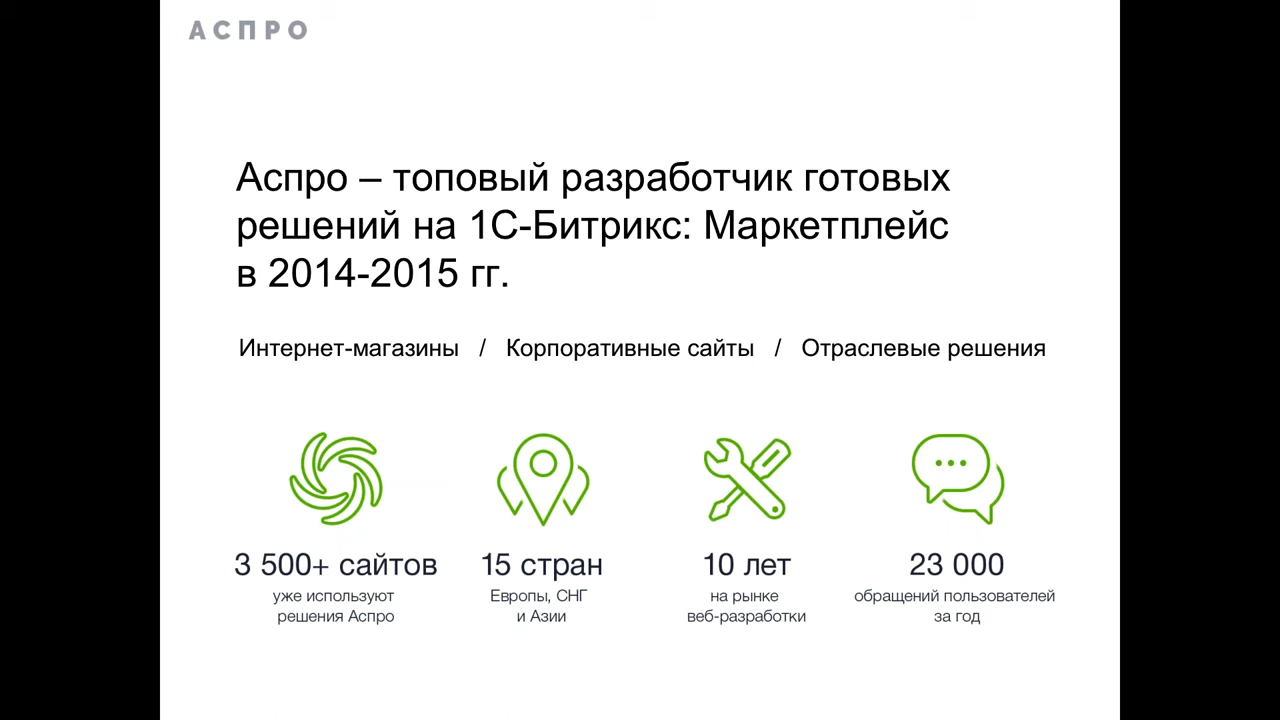 АСПРО
Аспро – топовый разработчик готовых
решений на 1С-Битрикс: Маркетплейс
в 2014-2015 гг.
Интернет-магазины / Корпоративные сайты / Отраслевые решения
3 500+ сайтов
уже используют
решения Аспро
15 стран
Европы, СНГ
и Азии
10 лет
на рынке
веб-разработки
23 000
обращений пользователей
за год